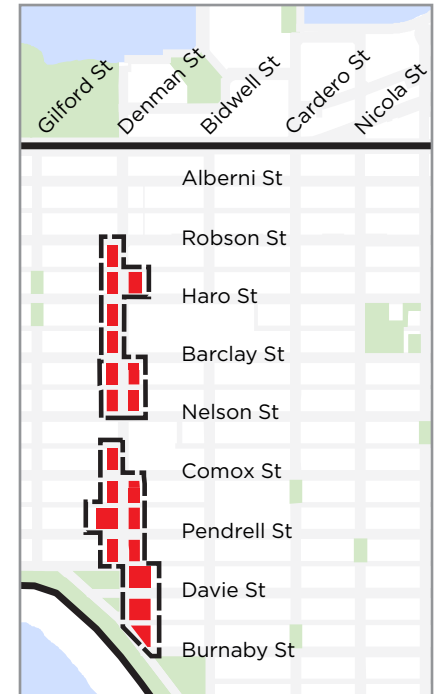 Gilford St
Denman St
Bidwell St
Cardero St
Nicola St
Alberni St
Robson St
Haro St
Barclay St
Nelson St
Comox St
Pendrell St
Davie St
Burnaby St